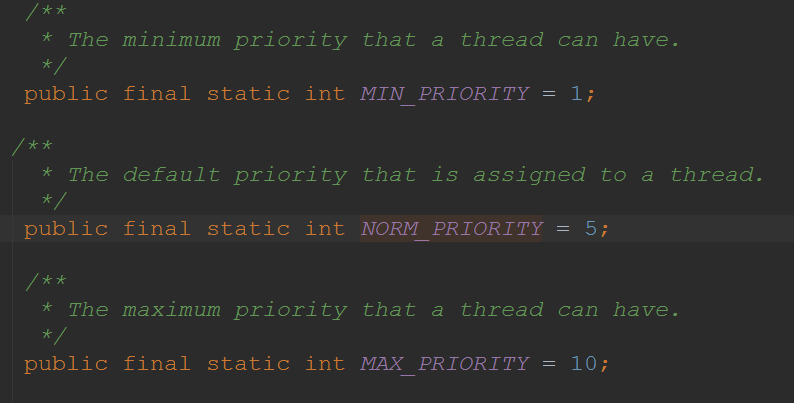 /**
 * The minimum priority that a thread can have.
 */
public final static int MIN_PRIORITY = 1;
/**
 * The default priority that is assigned to a thread.
 */
public final static int NORM_PRIORITY = 5;
/**
 * The maximum priority that a thread can have.
 */
public final static int MAX_PRIORITY = 10;